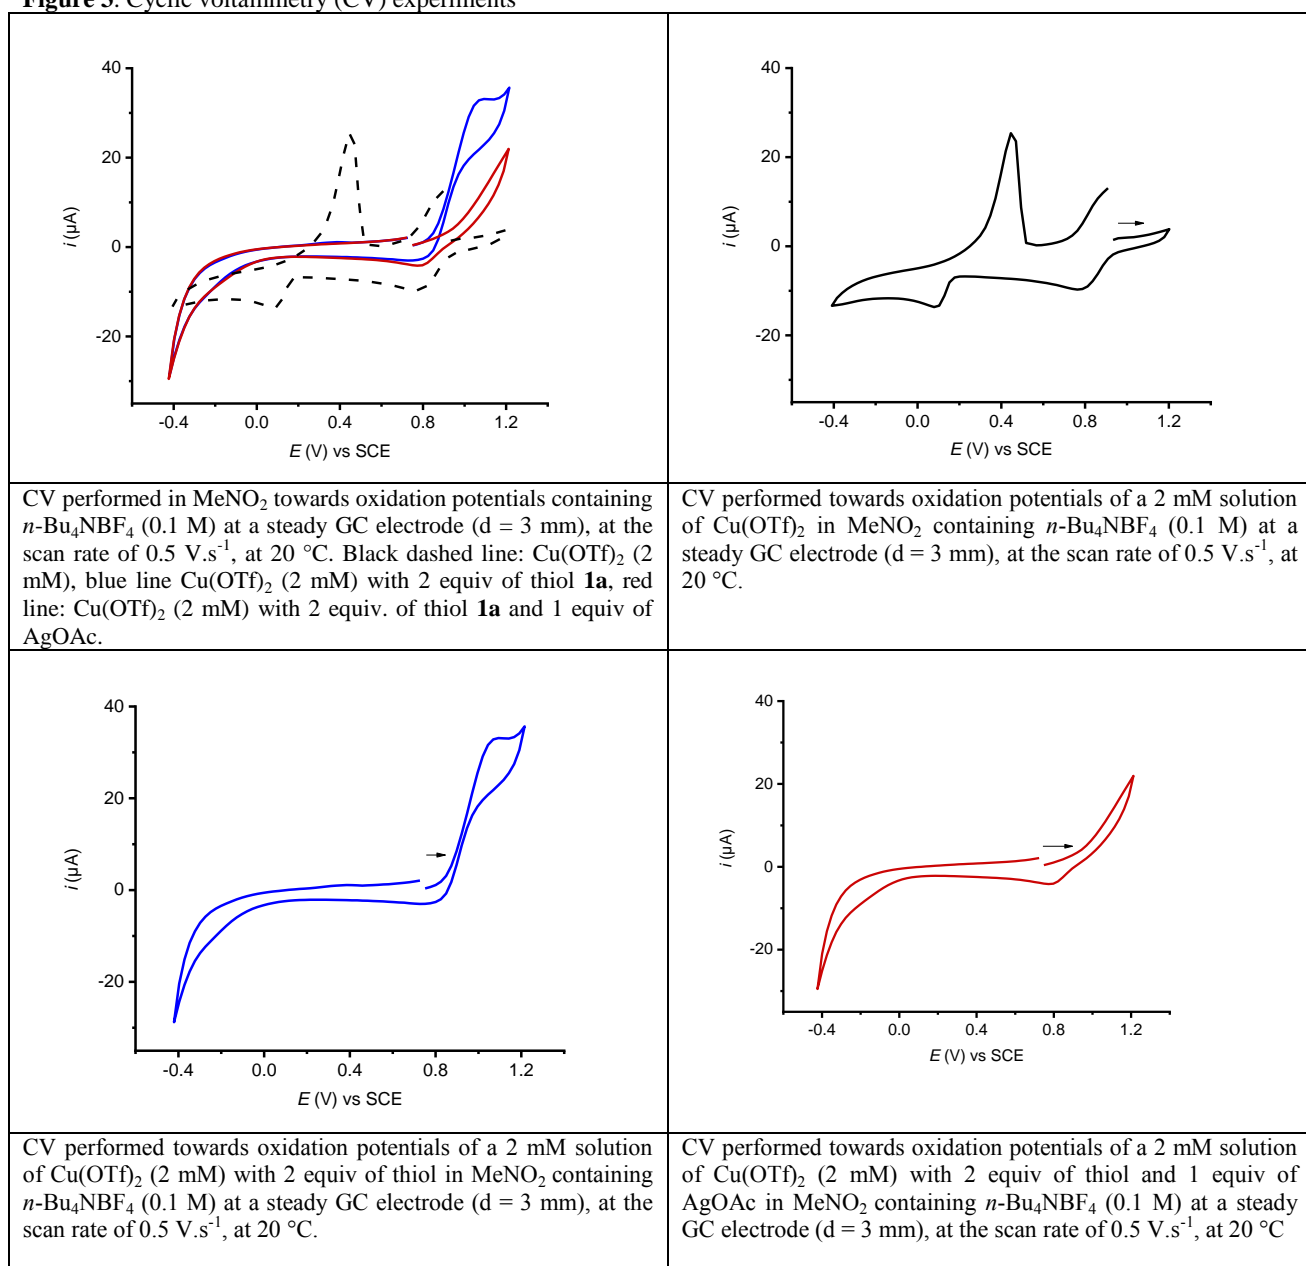 Figure 3. Cyclic voltammetry (CV) experiments
40
20
0
-20
i (µA)
-0.4 0.0 0.4 0.8 1.2
E (V) vs SCE
40
20
0
-20
i (µA)
-0.4 0.0 0.4 0.8 1.2
E (V) vs SCE
CV performed in MeNO₂ towards oxidation potentials containing
n-Bu₄NBF₄ (0.1 M) at a steady GC electrode (d = 3 mm), at the
scan rate of 0.5 V.s⁻¹, at 20 °C. Black dashed line: Cu(OTf)₂ (2
mM), blue line Cu(OTf)₂ (2 mM) with 2 equiv of thiol 1a, red
line: Cu(OTf)₂ (2 mM) with 2 equiv. of thiol 1a and 1 equiv of
AgOAc.
CV performed towards oxidation potentials of a 2 mM solution
of Cu(OTf)₂ in MeNO₂ containing n-Bu₄NBF₄ (0.1 M) at a
steady GC electrode (d = 3 mm), at the scan rate of 0.5 V.s⁻¹, at
20 °C.
40
20
0
-20
i (µA)
-0.4 0.0 0.4 0.8 1.2
E (V) vs SCE
40
20
0
-20
i (µA)
-0.4 0.0 0.4 0.8 1.2
E (V) vs SCE
CV performed towards oxidation potentials of a 2 mM solution
of Cu(OTf)₂ (2 mM) with 2 equiv of thiol in MeNO₂ containing
n-Bu₄NBF₄ (0.1 M) at a steady GC electrode (d = 3 mm), at the
scan rate of 0.5 V.s⁻¹, at 20 °C.
CV performed towards oxidation potentials of a 2 mM solution
of Cu(OTf)₂ (2 mM) with 2 equiv of thiol and 1 equiv of
AgOAc in MeNO₂ containing n-Bu₄NBF₄ (0.1 M) at a steady
GC electrode (d = 3 mm), at the scan rate of 0.5 V.s⁻¹, at 20 °C